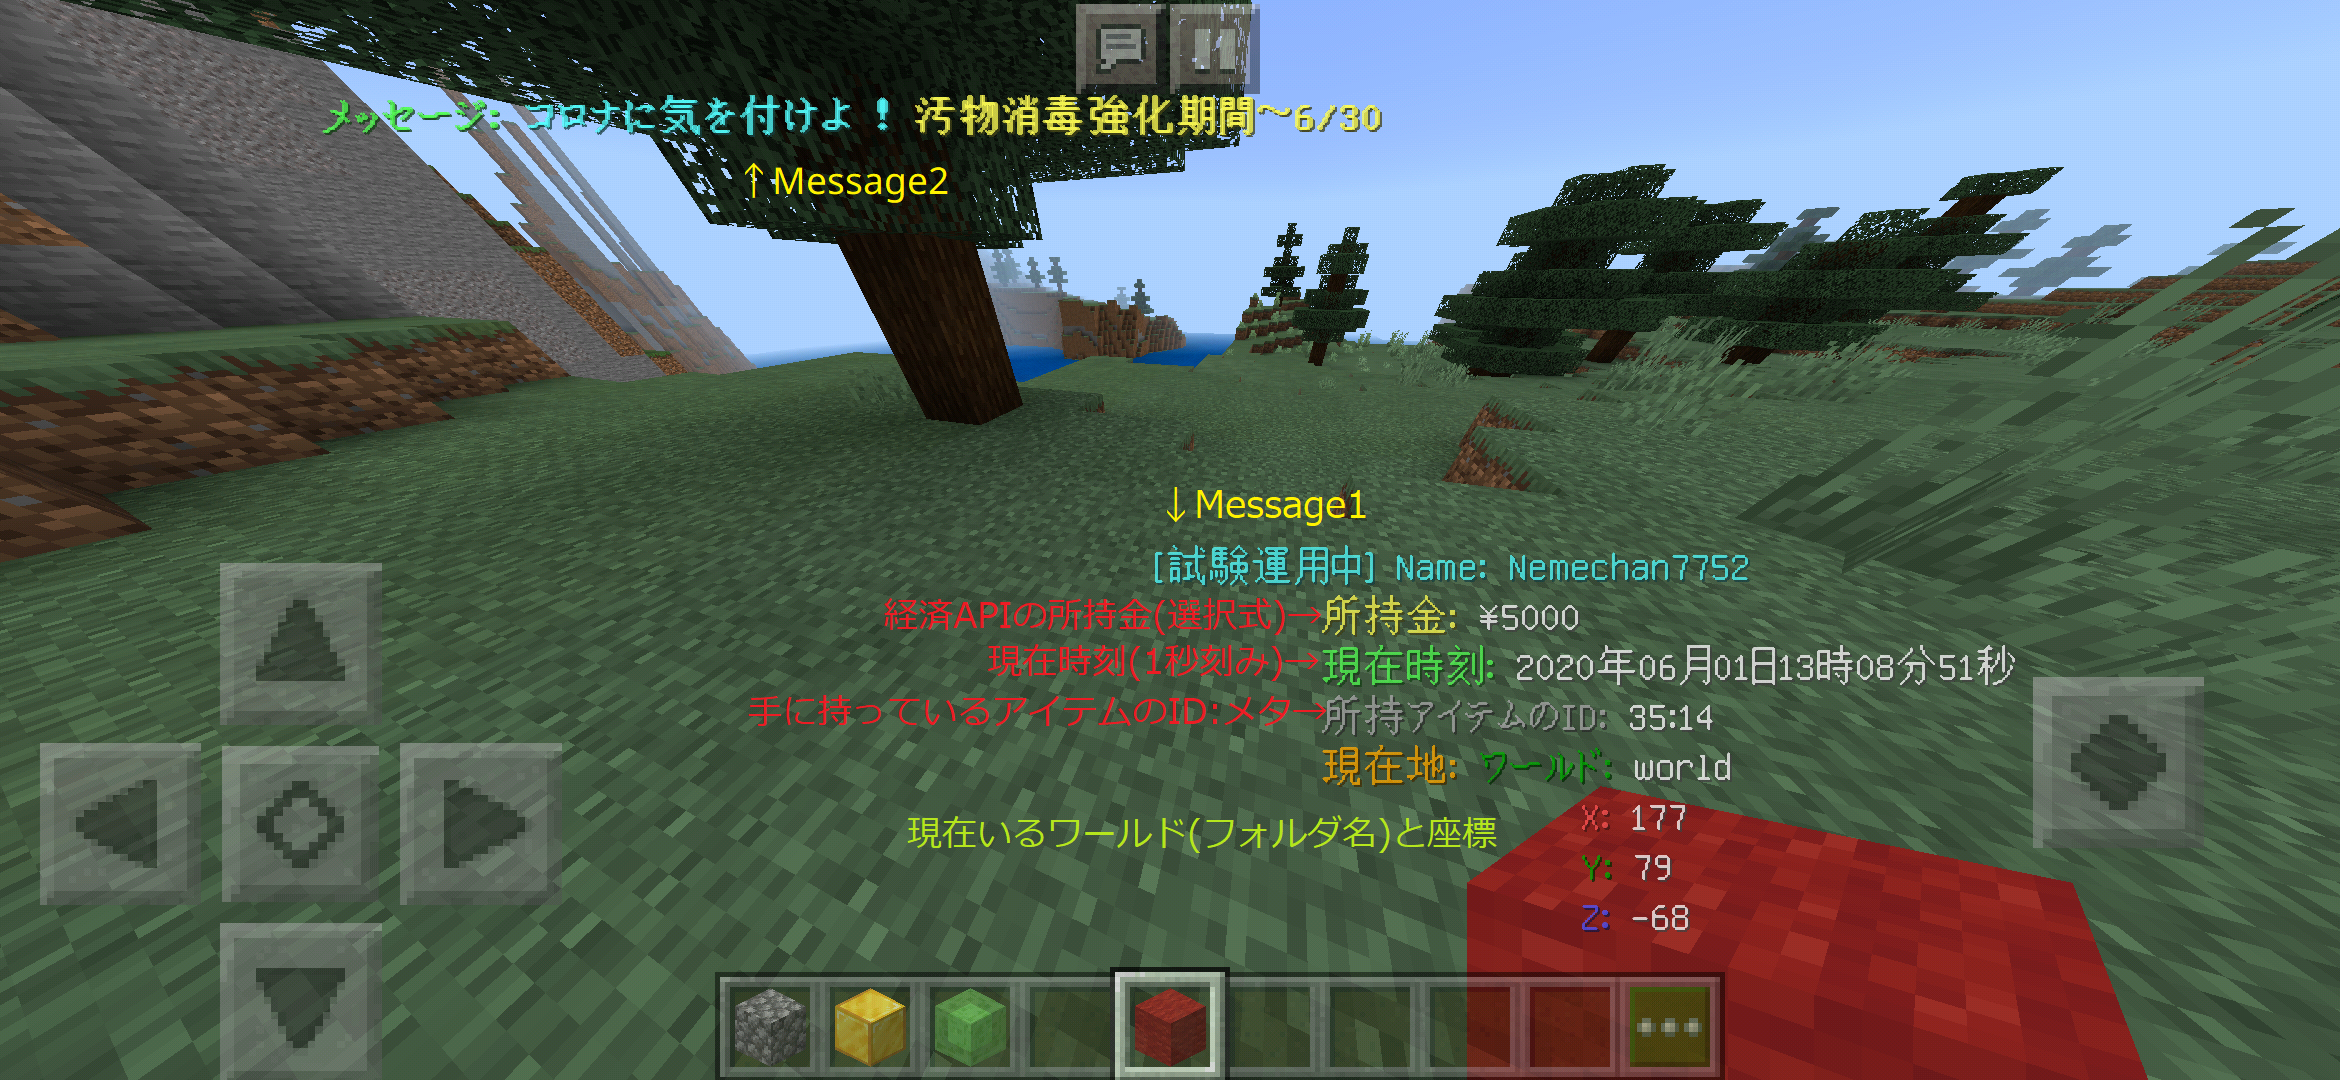 メッセージ: コロナに気を付けよ！ 汚物消毒強化期間～6/30
↑Message2
↓Message1
[試験運用中] Name: Nemechan7752
経済APIの所持金(選択式)→所持金: ¥5000
現在時刻(1秒刻み)→現在時刻: 2020年06月01日13時08分51秒
手に持っているアイテムのID:メタ→所持アイテムのID: 35:14
現在地: ワールド: world
X: 177
現在いるワールド(フォルダ名)と座標
Y: 79
Z: -68